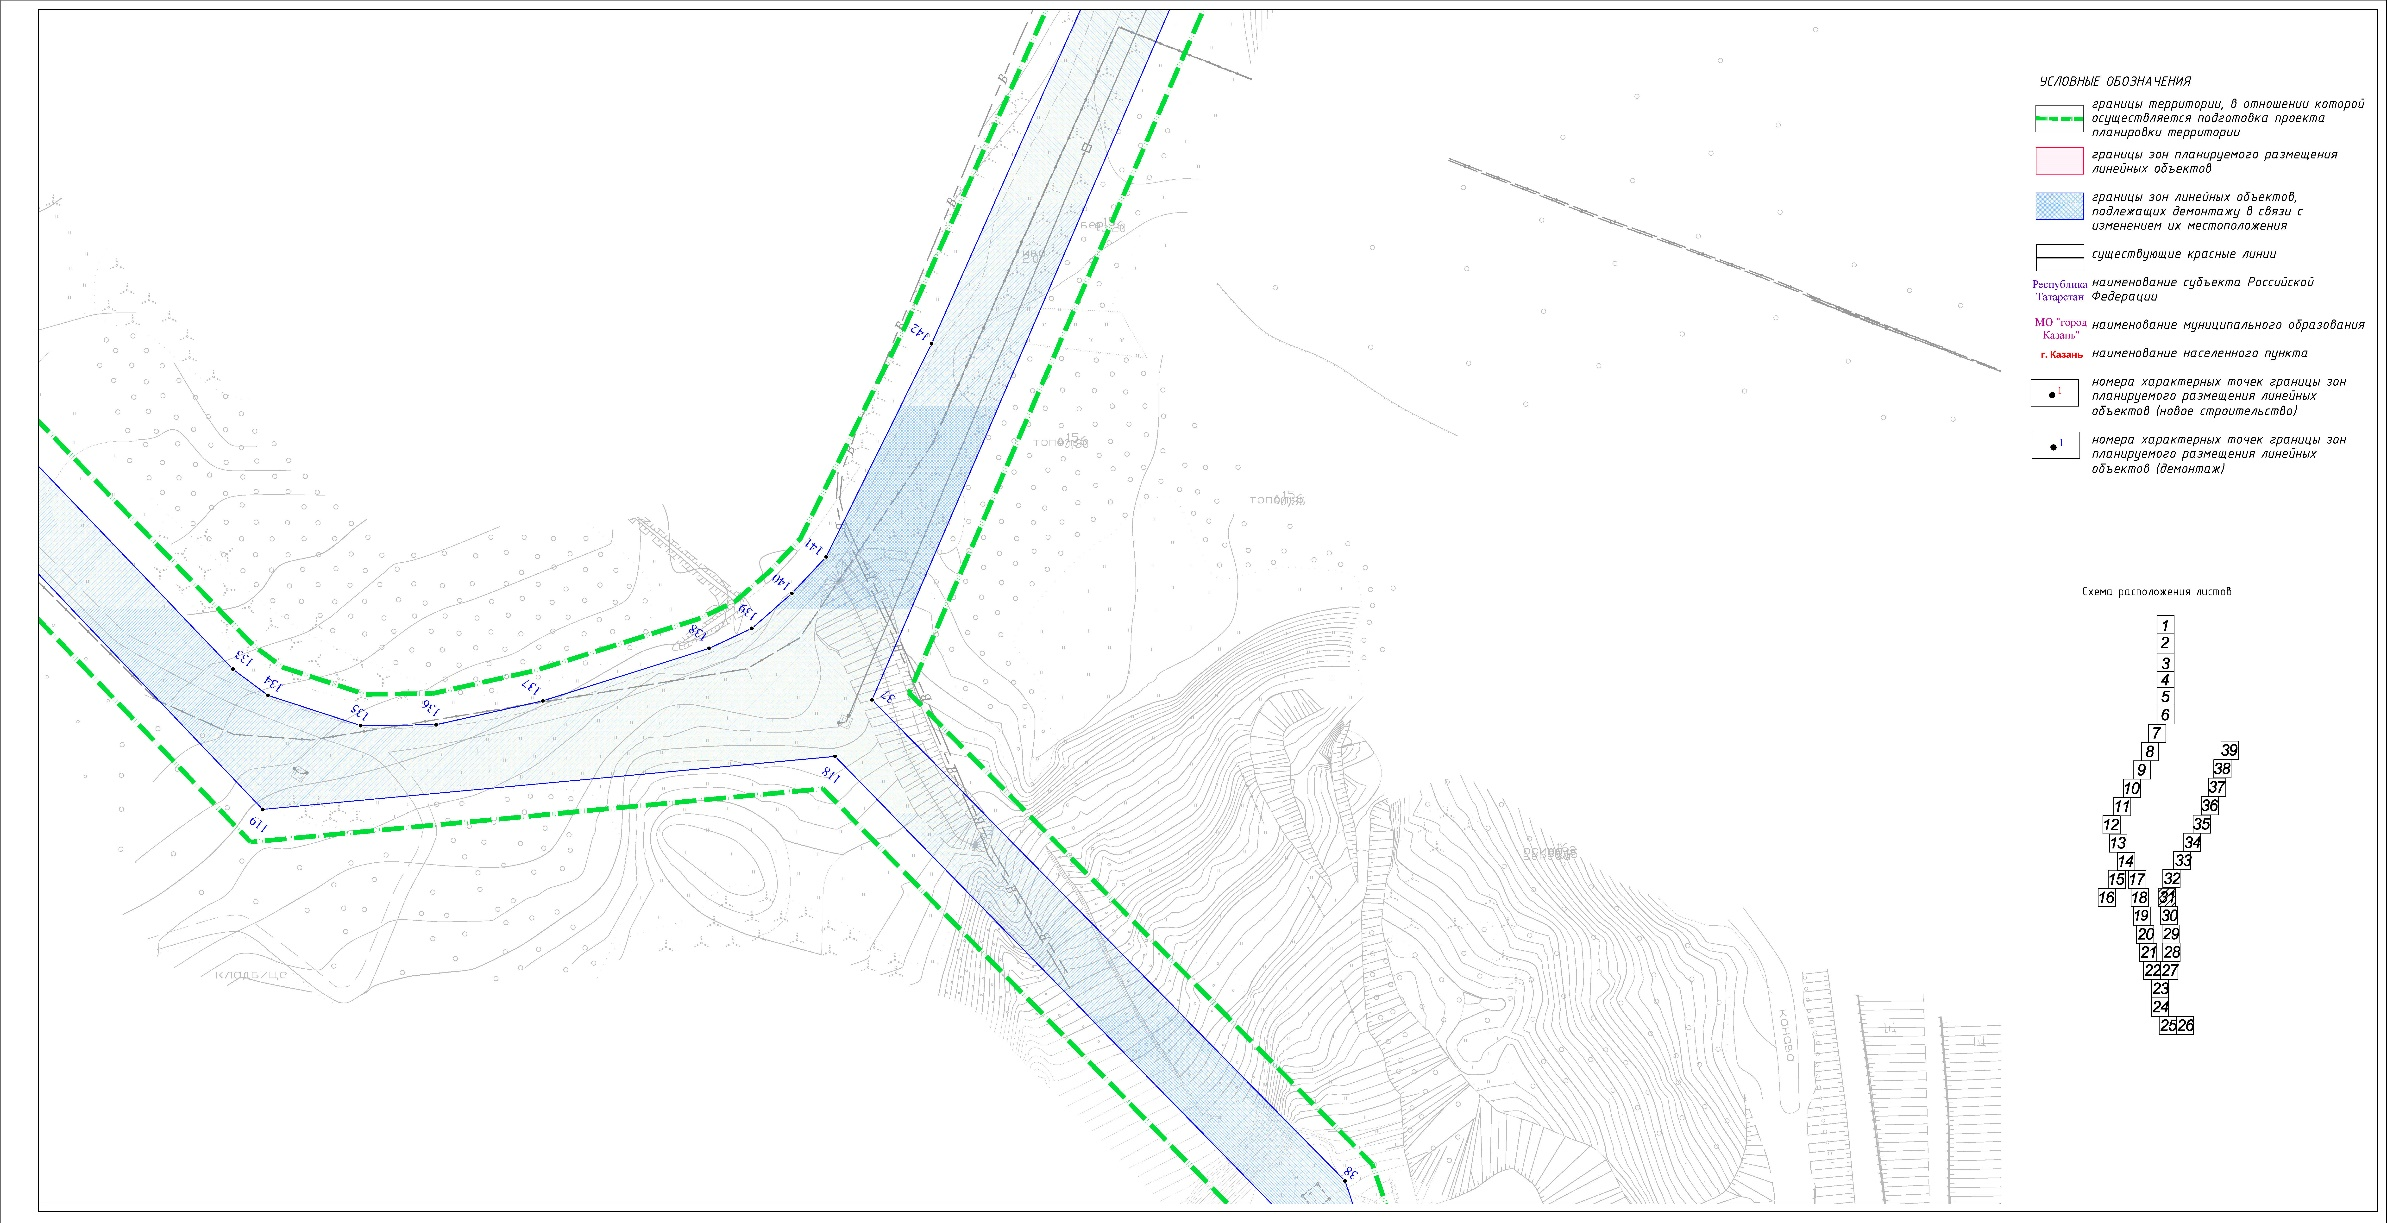 УСЛОВНЫЕ ОБОЗНАЧЕНИЯ
границы территории, в отношении которой
осуществляется подготовка проекта
планировки территории
границы зон планируемого размещения
линейных объектов
границы зон линейных объектов,
подлежащих демонтажу в связи с
изменением их местоположения
существующие красные линии
Республика
Татарстан
наименование субъекта Российской
Федерации
МО "город
Казань"
наименование муниципального образования
г. Казань
наименование населенного пункта
1
номера характерных точек границы зон
планируемого размещения линейных
объектов (новое строительство)
1
номера характерных точек границы зон
планируемого размещения линейных
объектов (демонтаж)
Схема расположения листов
1
2
3
4
5
6
7
8
39
9
38
10
37
11
36
12
35
13
34
14
33
15
17
32
16
18
31
19
30
20
29
21
28
22
27
23
24
25
26
В
В
В
В
142
141
140
139
138
137
136
135
134
133
119
118
37
38
тополь
кладбище
КОНОВО